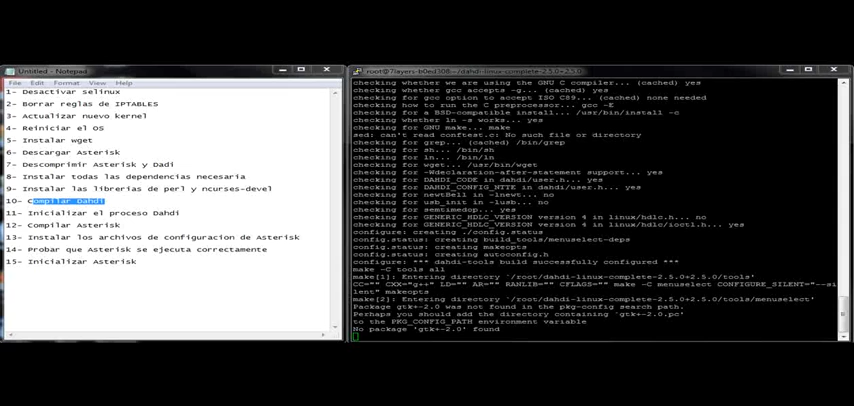 Untitled - Notepad
File Edit Format View Help
1- Desactivar selinux
2- Borrar reglas de IPTABLES
3- Actualizar nuevo kernel
4- Reiniciar el OS
5- Instalar wget
6- Descargar Asterisk
7- Descomprimir Asterisk y Dadi
8- Instalar todas las dependencias necesaria
9- Instalar las librerias de perl y ncurses-devel
10- Compilar Dahdi
11- Inicializar el proceso Dahdi
12- Compilar Asterisk
13- Instalar los archivos de configuracion de Asterisk
14- Probar que Asterisk se ejecuta correctamente
15- Inicializar Asterisk
checking whether we are using the GNU C compiler... (cached) yes
checking whether gcc accepts -g... (cached) yes
checking for gcc option to accept ISO C89... (cached) none needed
checking how to run the C preprocessor... gcc -E
checking for a BSD-compatible install... /usr/bin/install -c
checking whether ln -s works... yes
checking for GNU make... make
sed: can't read conftest.c: No such file or directory
checking for grep... (cached) /bin/grep
checking for sh... /bin/sh
checking for ln... /bin/ln
checking for wget... /usr/bin/wget
checking for -Wdeclaration-after-statement support... yes
checking for DAHDI_CODE in dahdi/user.h... yes
checking for DAHDI_CONFIG_NTTE in dahdi/user.h... yes
checking for newtBell in -lnewt... no
checking for usb_init in -lusb... no
checking for semtimedop... yes
checking for GENERIC_HDLC_VERSION version 4 in linux/hdlc.h... no
checking for GENERIC_HDLC_VERSION version 4 in linux/hdlc/ioctl.h... yes
configure: creating ./config.status
config.status: creating build_tools/menuselect-deps
config.status: creating makeopts
config.status: creating autoconfig.h
configure: *** dahdi-tools build successfully configured ***
make -C tools all
make[1]: Entering directory `/root/dahdi-linux-complete-2.5.0+2.5.0/tools'
CC="" CXX="g++" LD="" AR="" RANLIB="" CFLAGS="" make -C menuselect CONFIGURE_SILENT="--si
lent" makeopts
make[2]: Entering directory `/root/dahdi-linux-complete-2.5.0+2.5.0/tools/menuselect'
Package gtk+-2.0 was not found in the pkg-config search path.
Perhaps you should add the directory containing `gtk+-2.0.pc'
to the PKG_CONFIG_PATH environment variable
No package 'gtk+-2.0' found